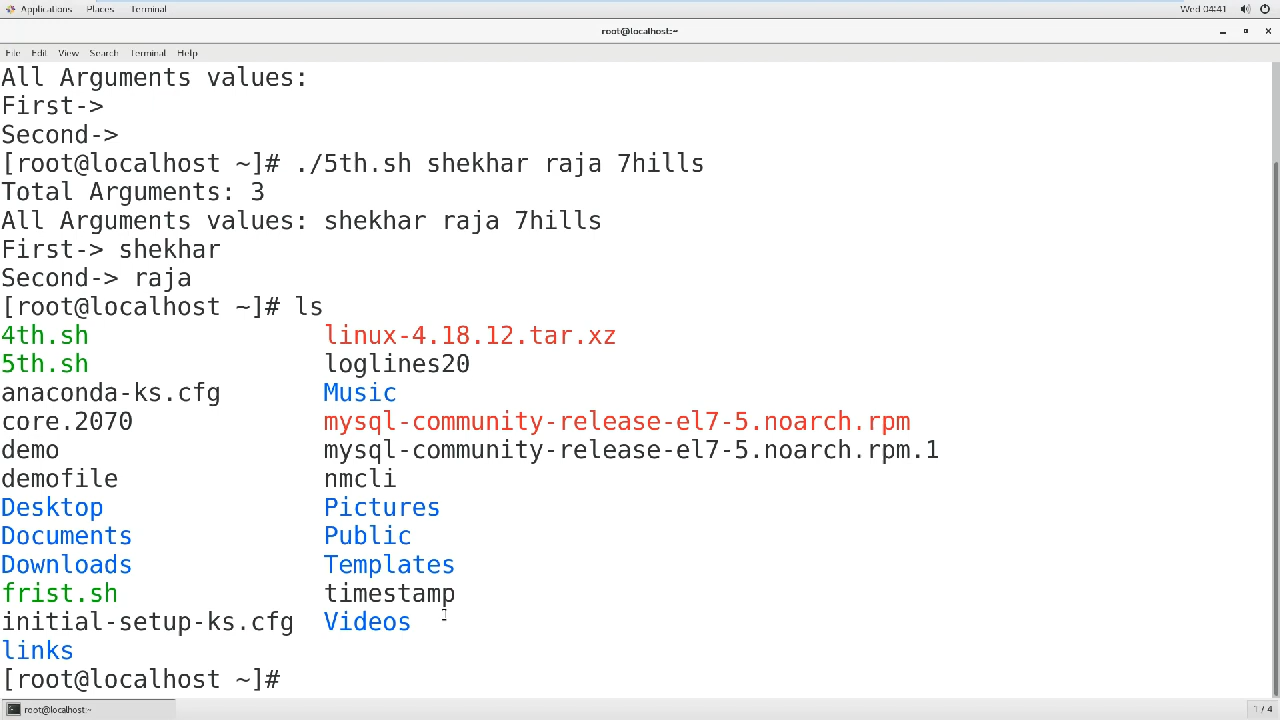 Applications Places Terminal Wed 04:41
root@localhost:~
File Edit View Search Terminal Help
All Arguments values:
First->
Second->
[root@localhost ~]# ./5th.sh shekhar raja 7hills
Total Arguments: 3
All Arguments values: shekhar raja 7hills
First-> shekhar
Second-> raja
[root@localhost ~]# ls
4th.sh linux-4.18.12.tar.xz
5th.sh loglines20
anaconda-ks.cfg Music
core.2070 mysql-community-release-el7-5.noarch.rpm
demo mysql-community-release-el7-5.noarch.rpm.1
demofile nmcli
Desktop Pictures
Documents Public
Downloads Templates
frist.sh timestamp
initial-setup-ks.cfg Videos
links
[root@localhost ~]#
root@localhost:~ 1 / 4